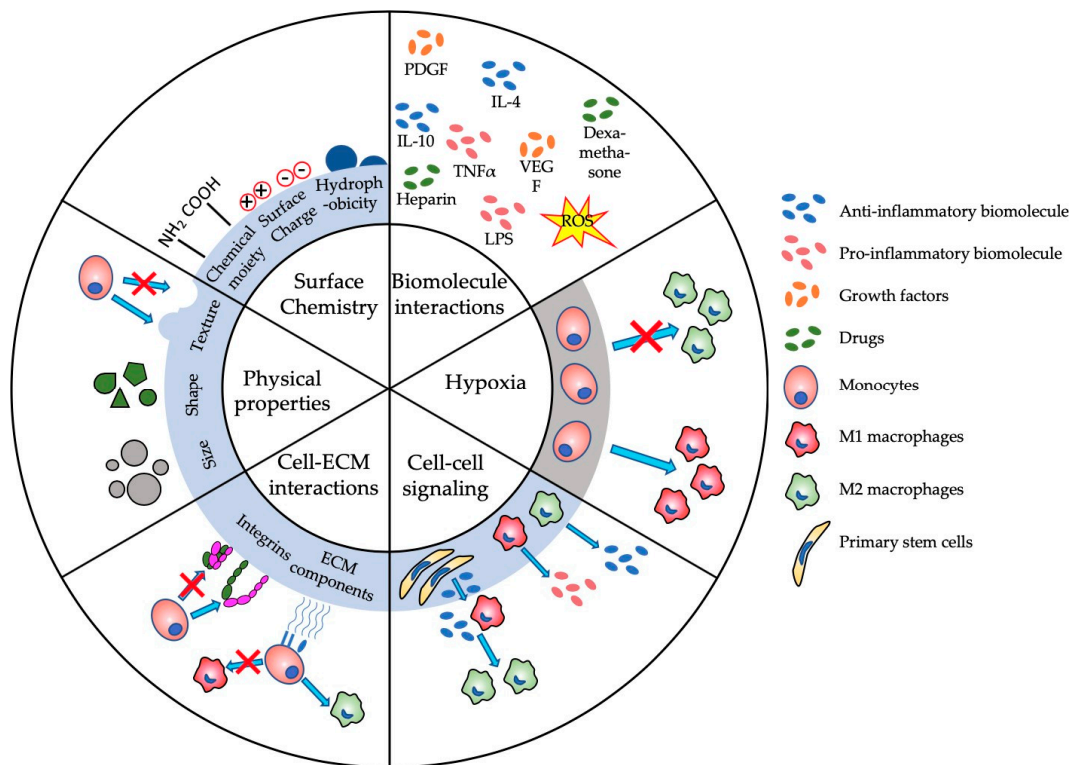 PDGF
IL-4
IL-10
TNFα
VEG
F
Dexa-
metha-
sone
Heparin
LPS
ROS
NH₂ COOH
+ + - -
Chemical
moiety
Surface
Charge
Hydroph
-obicity
Texture
Shape
Size
Integrins
ECM
components
Surface
Chemistry
Biomolecule
interactions
Physical
properties
Hypoxia
Cell-ECM
interactions
Cell-cell
signaling
Anti-inflammatory biomolecule
Pro-inflammatory biomolecule
Growth factors
Drugs
Monocytes
M1 macrophages
M2 macrophages
Primary stem cells